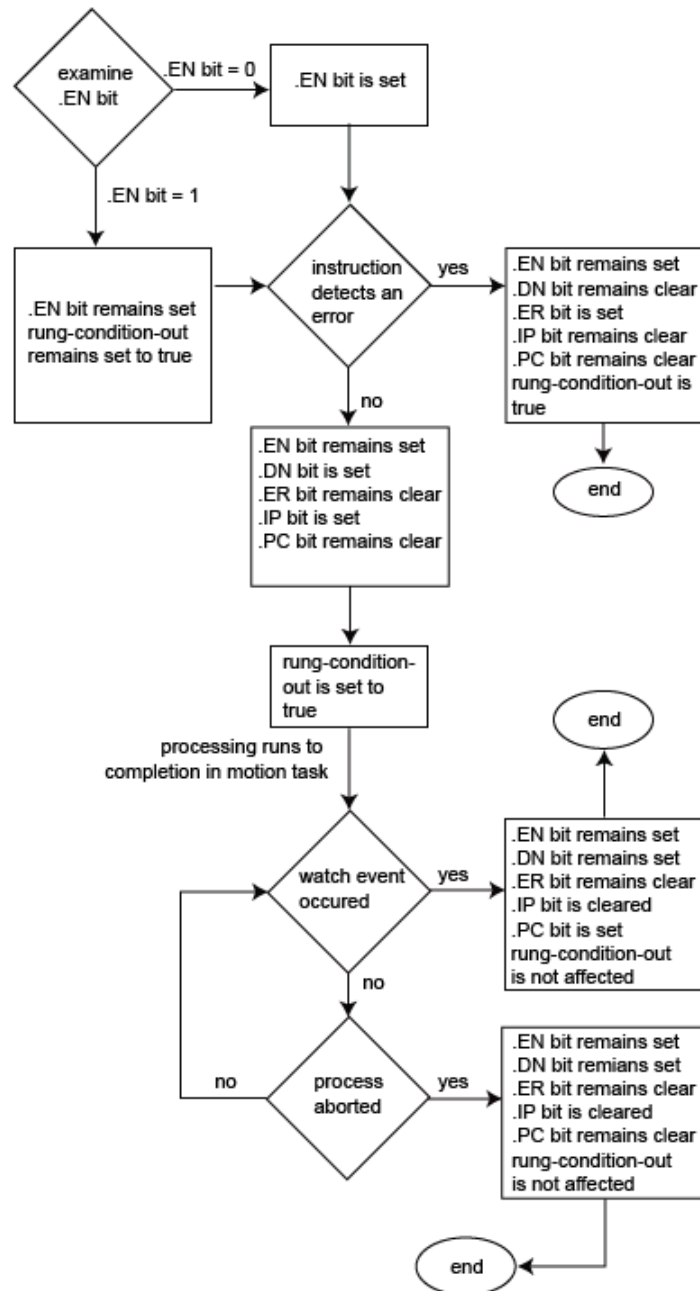 examine
.EN bit
.EN bit = 0
.EN bit is set
.EN bit = 1
.EN bit remains set
rung-condition-out
remains set to true
instruction
detects an
error
yes
.EN bit remains set
.DN bit remains clear
.ER bit is set
.IP bit remains clear
.PC bit remains clear
rung-condition-out is
true
end
no
.EN bit remains set
.DN bit is set
.ER bit remains clear
.IP bit is set
.PC bit remains clear
rung-condition-
out is set to
true
processing runs to
completion in motion task
end
watch event
occured
yes
.EN bit remains set
.DN bit remains set
.ER bit remains clear
.IP bit is cleared
.PC bit is set
rung-condition-out
is not affected
no
process
aborted
no
yes
.EN bit remains set
.DN bit remians set
.ER bit remains clear
.IP bit is cleared
.PC bit remains clear
rung-condition-out
is not affected
end